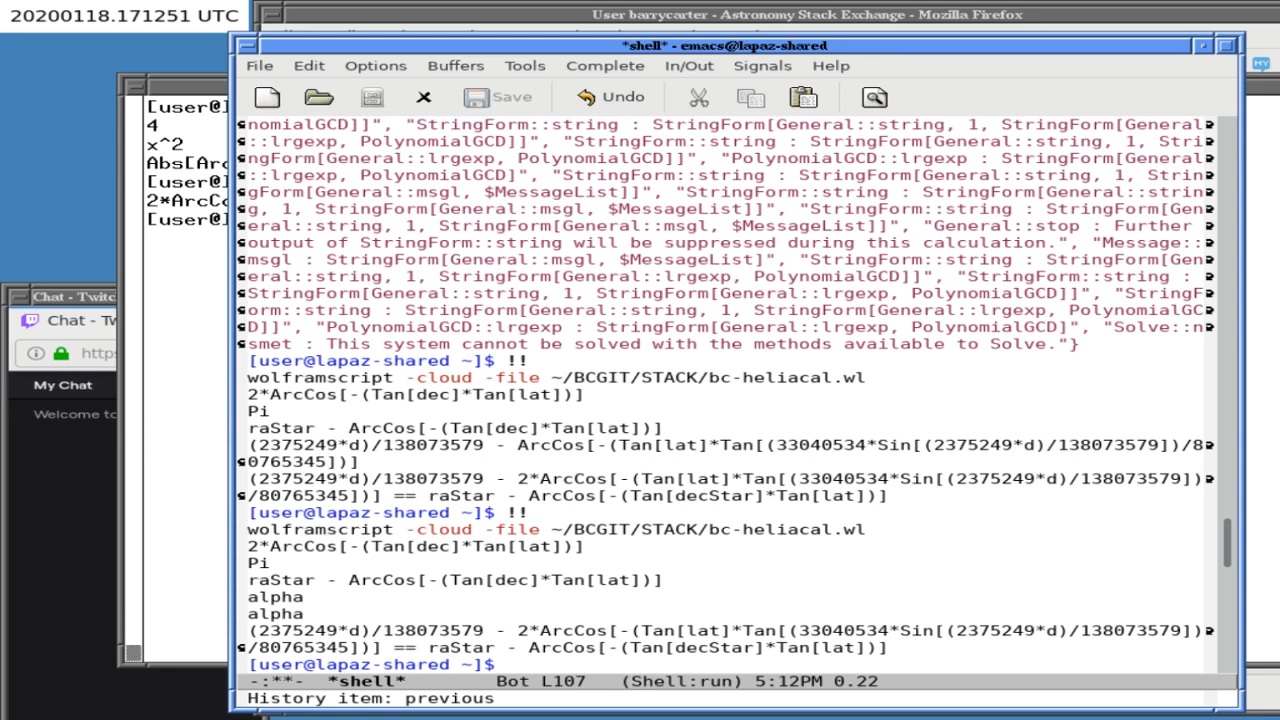 20200118.171251 UTC
User barrycarter - Astronomy Stack Exchange - Mozilla Firefox
*shell* - emacs@lapaz-shared
File Edit Options Buffers Tools Complete In/Out Signals Help
Save Undo
MY
[user@]
4
x^2
Abs[Arc
[user@]
2*ArcCo
[user@]
Chat - Twitc
Chat - Tw
https
My Chat
Welcome to
nomialGCD]]", "StringForm::string : StringForm[General::string, 1, StringForm[General
::lrgexp, PolynomialGCD]]", "StringForm::string : StringForm[General::string, 1, Stri
ngForm[General::lrgexp, PolynomialGCD]]", "PolynomialGCD::lrgexp : StringForm[General
::lrgexp, PolynomialGCD]", "StringForm::string : StringForm[General::string, 1, Strin
gForm[General::msgl, $MessageList]]", "StringForm::string : StringForm[General::strin
g, 1, StringForm[General::msgl, $MessageList]]", "StringForm::string : StringForm[Gen
eral::string, 1, StringForm[General::msgl, $MessageList]]", "General::stop : Further
output of StringForm::string will be suppressed during this calculation.", "Message::
msgl : StringForm[General::msgl, $MessageList]", "StringForm::string : StringForm[Gen
eral::string, 1, StringForm[General::lrgexp, PolynomialGCD]]", "StringForm::string :
StringForm[General::string, 1, StringForm[General::lrgexp, PolynomialGCD]]", "StringF
orm::string : StringForm[General::string, 1, StringForm[General::lrgexp, PolynomialGC
D]]", "PolynomialGCD::lrgexp : StringForm[General::lrgexp, PolynomialGCD]", "Solve::n
smet : This system cannot be solved with the methods available to Solve."}
[user@lapaz-shared ~]$ !!
wolframscript -cloud -file ~/BCGIT/STACK/bc-heliacal.wl
2*ArcCos[-(Tan[dec]*Tan[lat])]
Pi
raStar - ArcCos[-(Tan[dec]*Tan[lat])]
(2375249*d)/138073579 - ArcCos[-(Tan[lat]*Tan[(33040534*Sin[(2375249*d)/138073579])/8
0765345])]
(2375249*d)/138073579 - 2*ArcCos[-(Tan[lat]*Tan[(33040534*Sin[(2375249*d)/138073579])
/80765345])] == raStar - ArcCos[-(Tan[decStar]*Tan[lat])]
[user@lapaz-shared ~]$ !!
wolframscript -cloud -file ~/BCGIT/STACK/bc-heliacal.wl
2*ArcCos[-(Tan[dec]*Tan[lat])]
Pi
raStar - ArcCos[-(Tan[dec]*Tan[lat])]
alpha
alpha
(2375249*d)/138073579 - 2*ArcCos[-(Tan[lat]*Tan[(33040534*Sin[(2375249*d)/138073579])
/80765345])] == raStar - ArcCos[-(Tan[decStar]*Tan[lat])]
[user@lapaz-shared ~]$
-:**- *shell* Bot L107 (Shell:run) 5:12PM 0.22
History item: previous